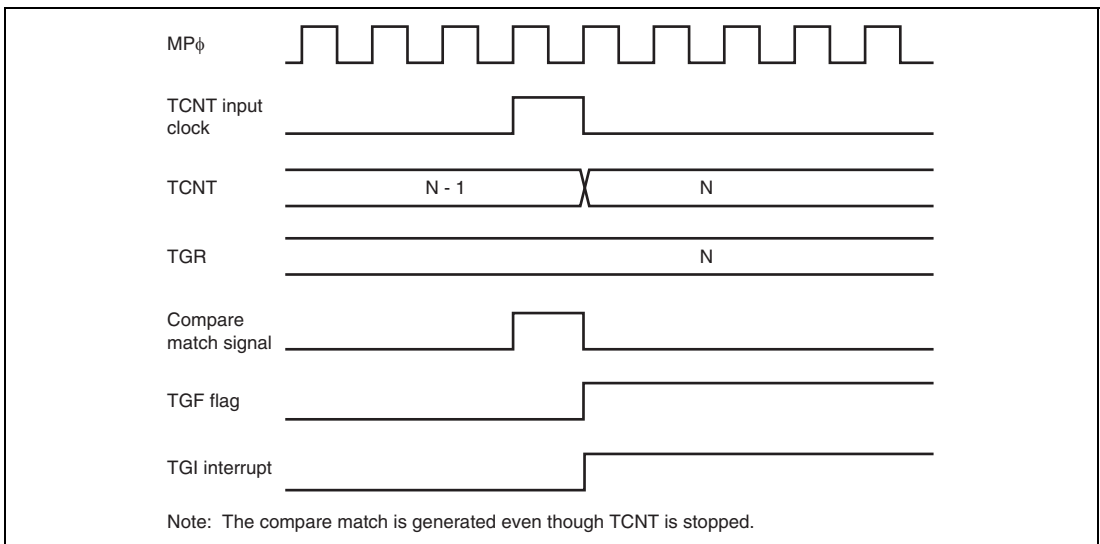 MPϕ
TCNT input
clock
TCNT
N - 1
N
TGR
N
Compare
match signal
TGF flag
TGI interrupt
Note: The compare match is generated even though TCNT is stopped.